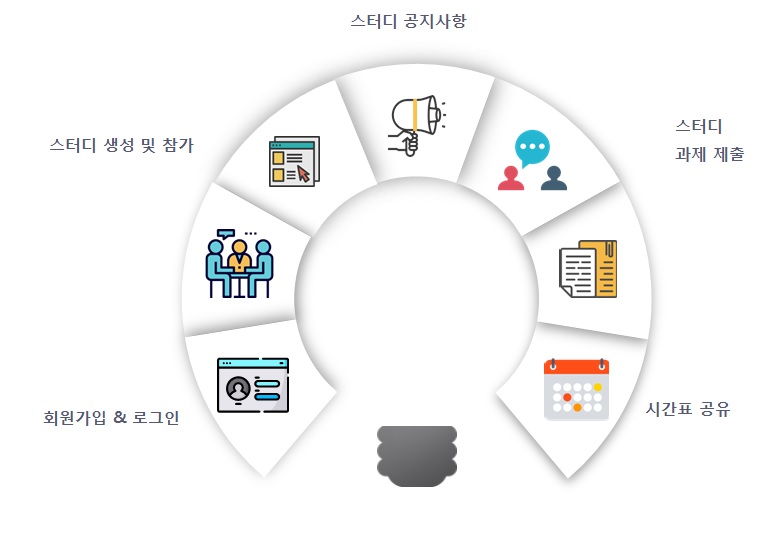 스터디 공지사항
스터디 생성 및 참가
스터디
과제 제출
회원가입 & 로그인
시간표 공유